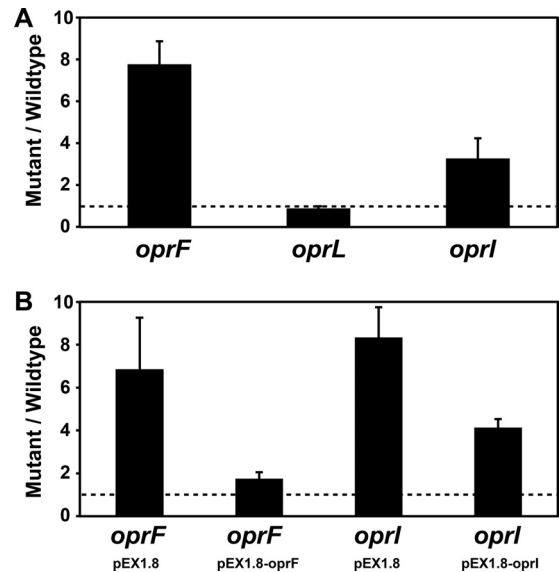 A
Mutant / Wildtype
10
8
6
4
2
0
oprF oprL oprI
B
Mutant / Wildtype
10
8
6
4
2
0
oprF oprF oprI oprI
pEX1.8 pEX1.8-oprF pEX1.8 pEX1.8-oprI